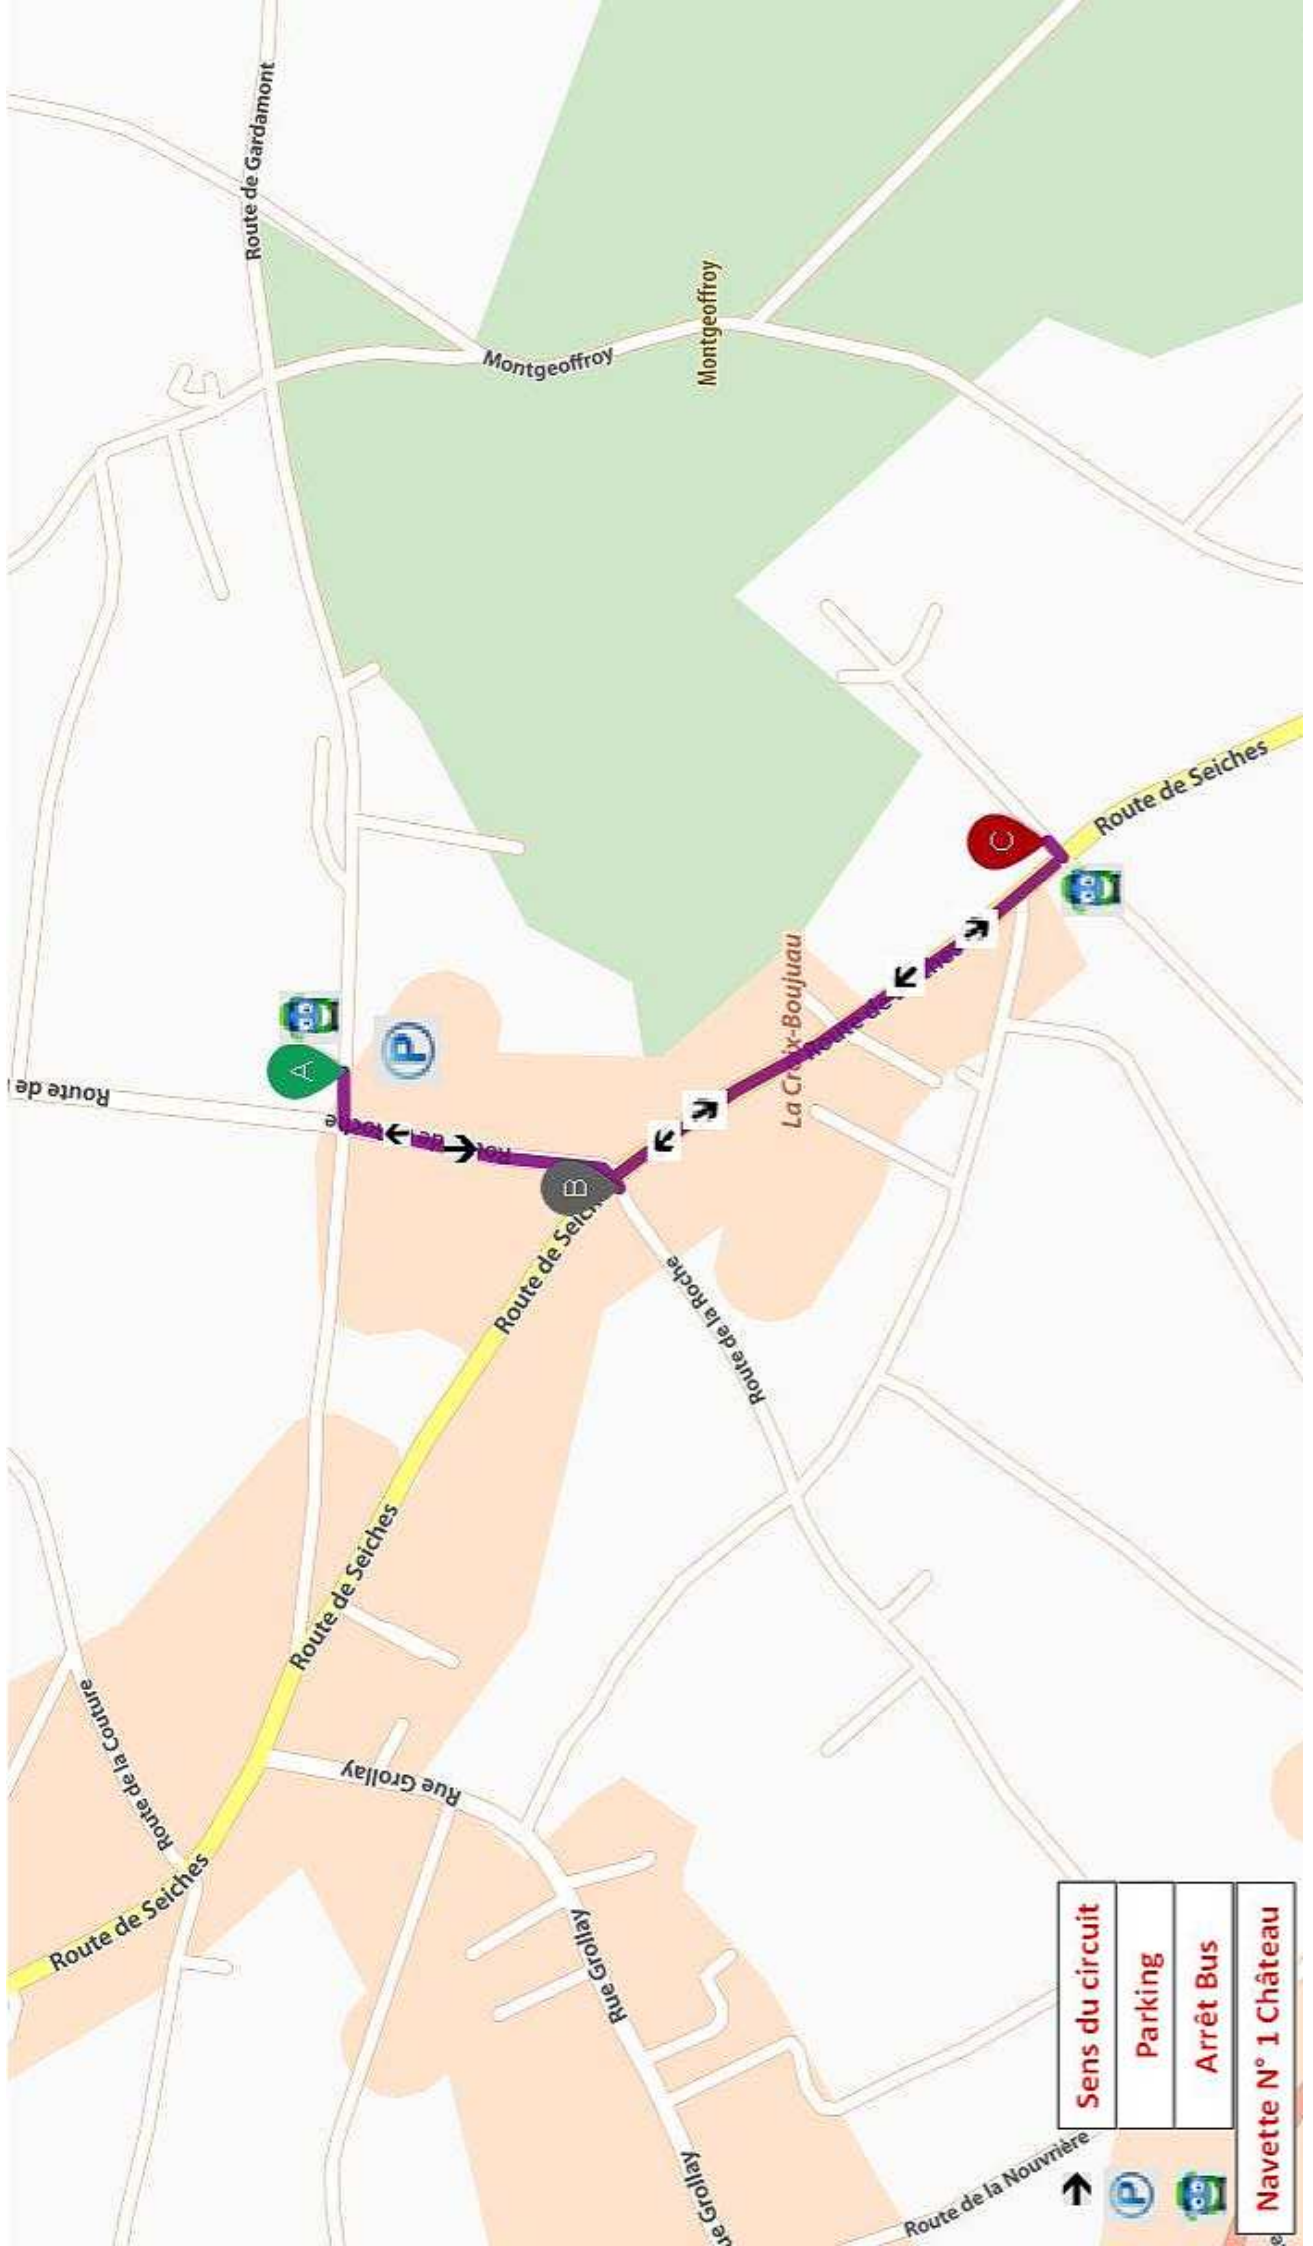 Route de Seiches
Route de la Couture
Route de Seiches
Rue Grollay
Rue Grollay
Rue Grollay
Route de la Nouvrière
Route de Seiches
Route de la Roche
Route de
A
P
B
La Croix-Boujuau
C
Route de Seiches
Route de Gardamont
Montgeoffroy
Montgeoffroy
Sens du circuit
P
Parking
Arrêt Bus
Navette N° 1 Château